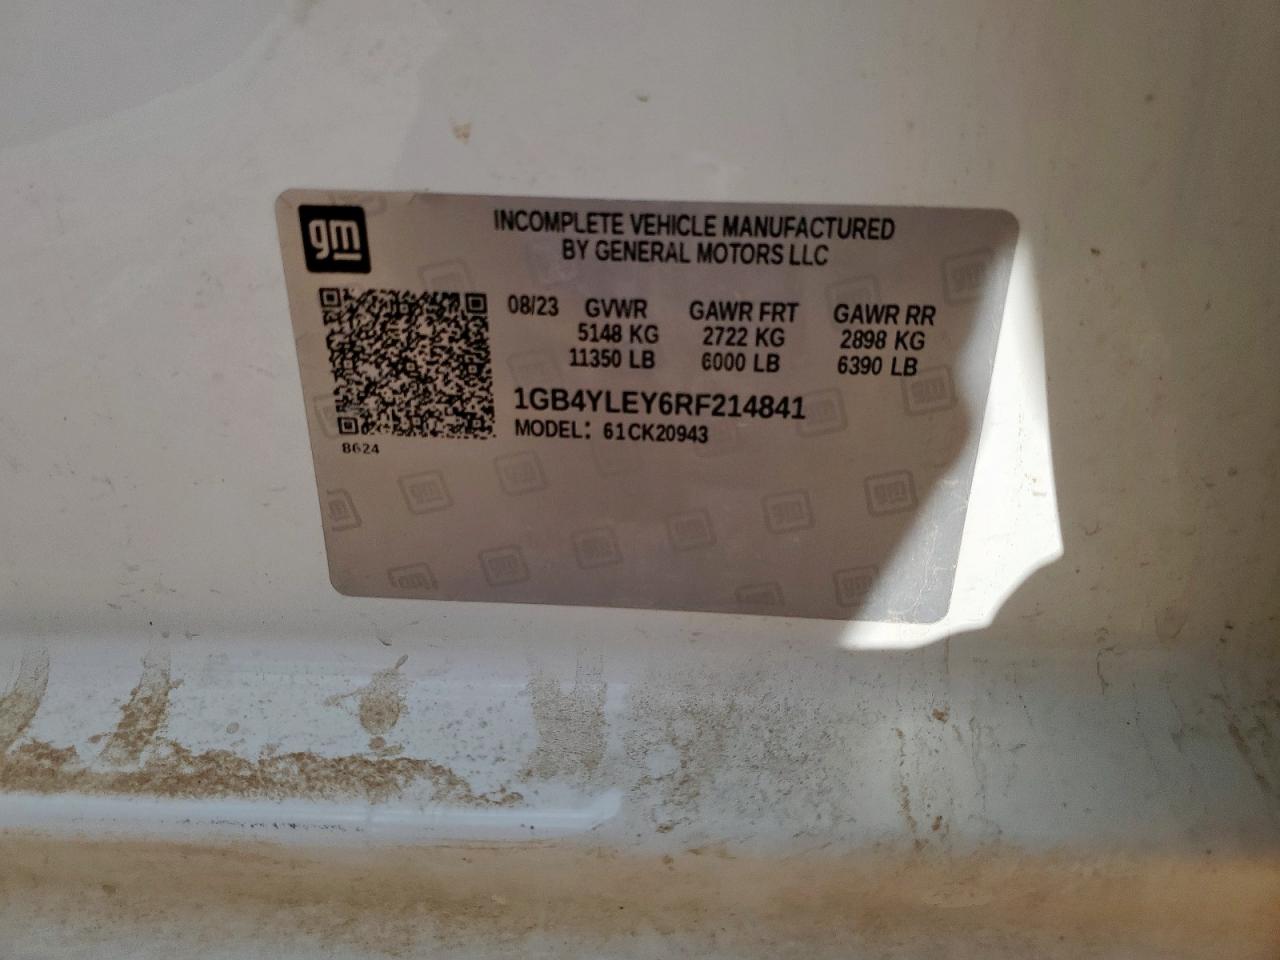 gm
INCOMPLETE VEHICLE MANUFACTURED
BY GENERAL MOTORS LLC
08/23 GVWR GAWR FRT GAWR RR
5148 KG 2722 KG 2898 KG
11350 LB 6000 LB 6390 LB
1GB4YLEY6RF214841
MODEL: 61CK20943
8624